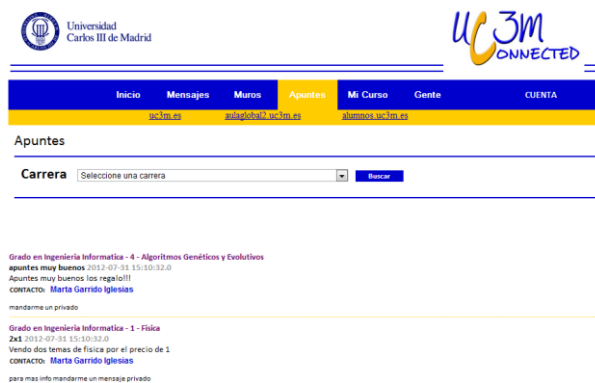 Universidad
Carlos III de Madrid
UC3M
CONNECTED
Inicio Mensajes Muros Apuntes Mi Curso Gente CUENTA
uc3m.es aulaglobal2.uc3m.es alumnos.uc3m.es
Apuntes
Carrera Seleccione una carrera Buscar
Grado en Ingenieria Informatica - 4 - Algoritmos Genéticos y Evolutivos
apuntes muy buenos 2012-07-31 15:10:32.0
Apuntes muy buenos los regalo!!!
CONTACTO: Marta Garrido Iglesias
mandarme un privado
Grado en Ingenieria Informatica - 1 - Fisica
2x1 2012-07-31 15:10:32.0
Vendo dos temas de fisica por el precio de 1
CONTACTO: Marta Garrido Iglesias
para mas info mandarme un mensaje privado